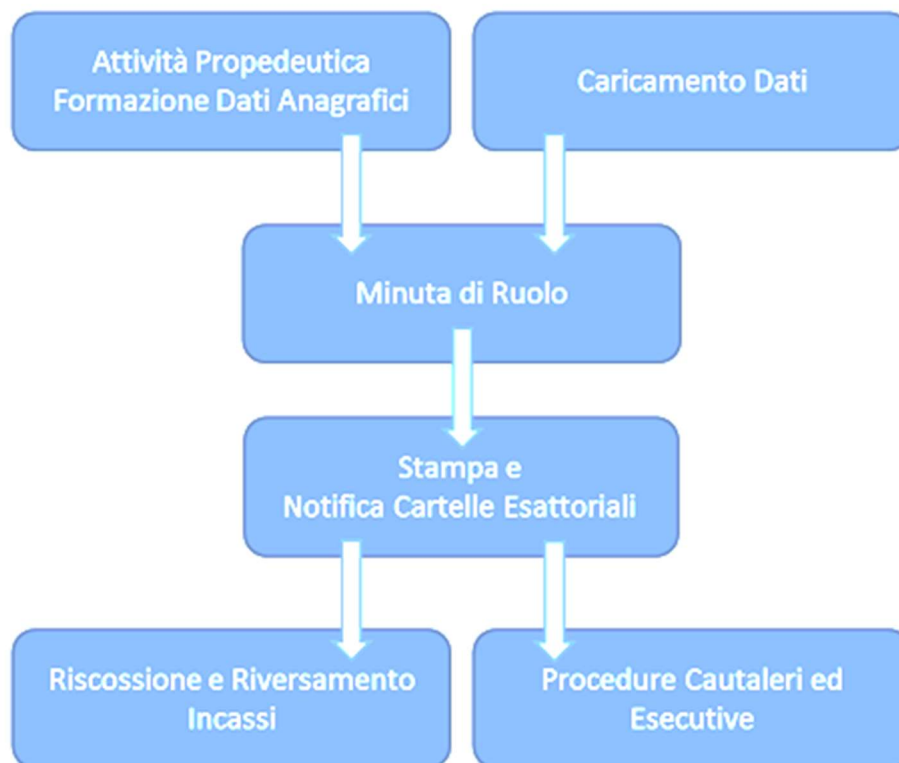 Attività Propedeutica
Formazione Dati Anagrafici
Caricamento Dati
Minuta di Ruolo
Stampa e
Notifica Cartelle Esattoriali
Riscossione e Riversamento
Incassi
Procedure Cautaleri ed
Esecutive